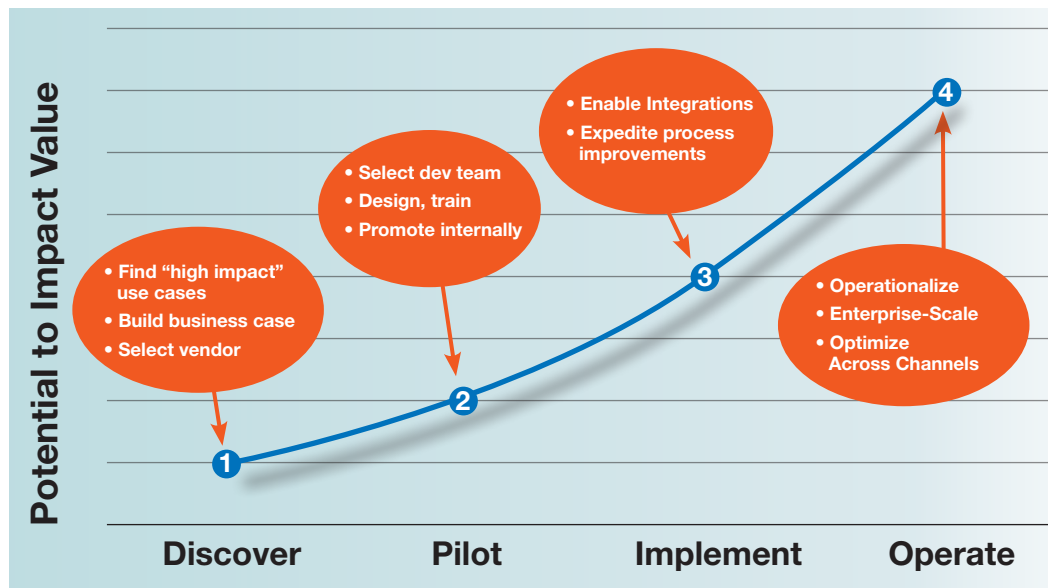 Potential to Impact Value
• Find “high impact”
use cases
• Build business case
• Select vendor
1
• Select dev team
• Design, train
• Promote internally
2
• Enable Integrations
• Expedite process
improvements
3
4
• Operationalize
• Enterprise-Scale
• Optimize
Across Channels
Discover
Pilot
Implement
Operate